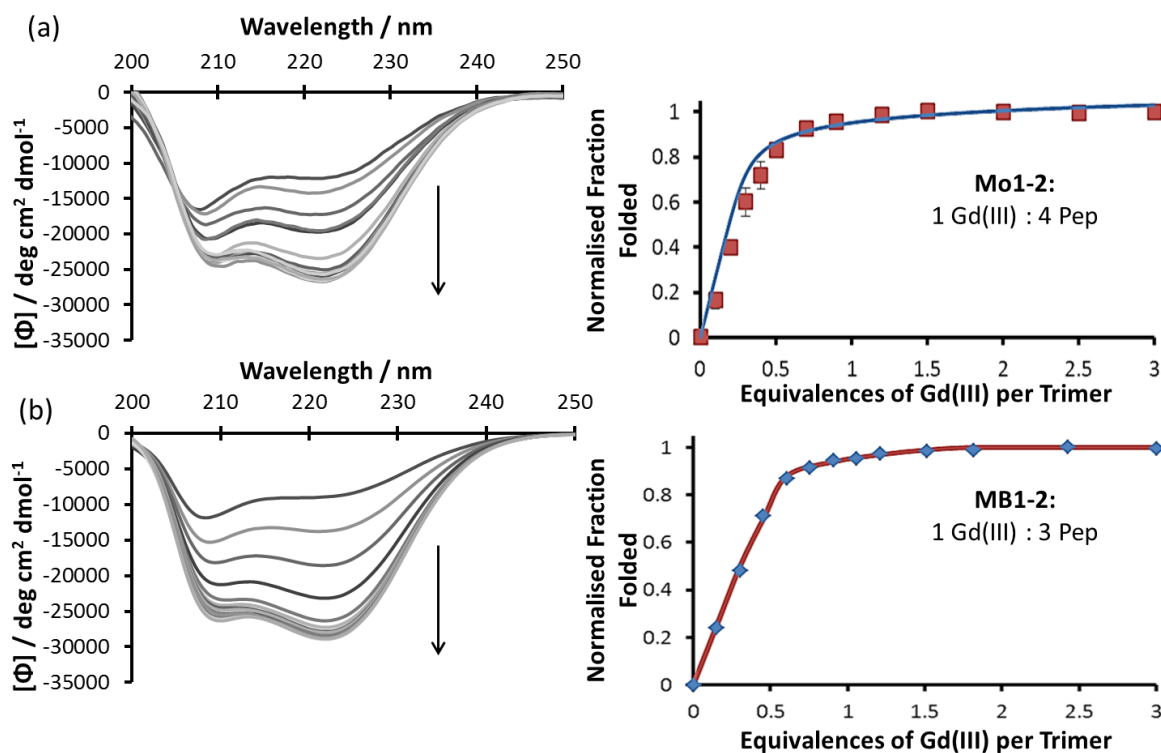 (a)
Wavelength / nm
200 210 220 230 240 250
0
-5000
-10000
-15000
-20000
-25000
-30000
-35000
[Φ] / deg cm² dmol⁻¹
Normalised Fraction
Folded
1
0.8
0.6
0.4
0.2
0
Mo1-2:
1 Gd(III) : 4 Pep
0 0.5 1 1.5 2 2.5 3
Equivalences of Gd(III) per Trimer
(b)
Wavelength / nm
200 210 220 230 240 250
0
-5000
-10000
-15000
-20000
-25000
-30000
-35000
[Φ] / deg cm² dmol⁻¹
Normalised Fraction
Folded
1
0.8
0.6
0.4
0.2
0
MB1-2:
1 Gd(III) : 3 Pep
0 0.5 1 1.5 2 2.5 3
Equivalences of Gd(III) per Trimer